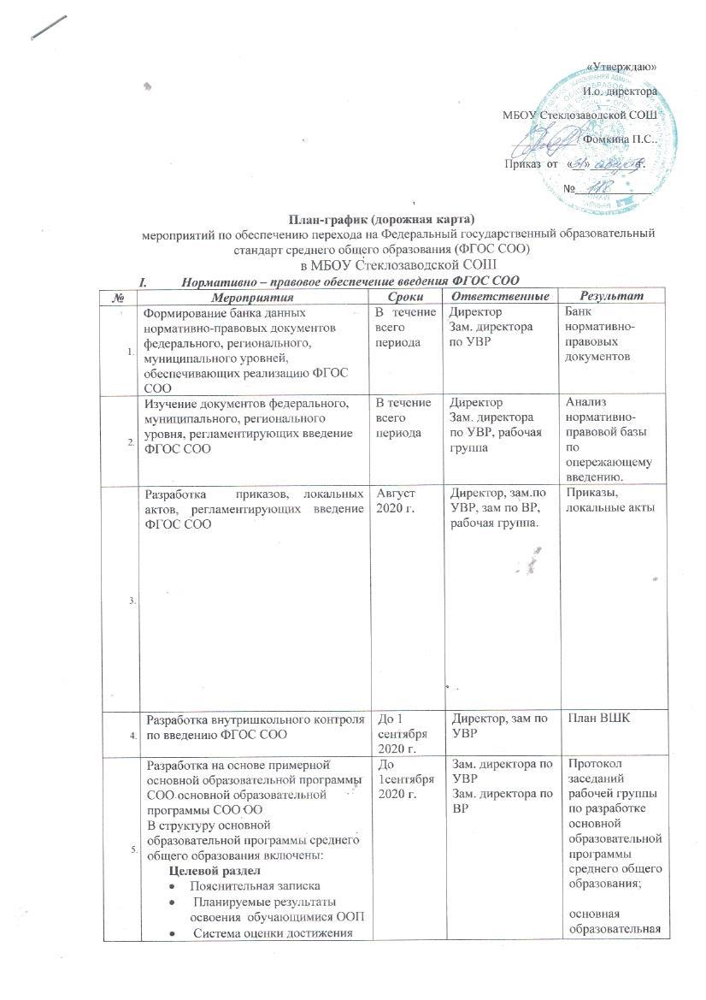 «Утверждаю»
И.о. директора
МБОУ Стеклозаводской СОШ
Фомкина П.С..
Приказ от «31» августа г.
№ 118
План-график (дорожная карта)
мероприятий по обеспечению перехода на Федеральный государственный образовательный
стандарт среднего общего образования (ФГОС СОО)
в МБОУ Стеклозаводской СОШ
I. Нормативно – правовое обеспечение введения ФГОС СОО
№ Мероприятия Сроки Ответственные Результат
1.
Формирование банка данных
нормативно-правовых документов
федерального, регионального,
муниципального уровней,
обеспечивающих реализацию ФГОС
СОО
В течение
всего
периода
Директор
Зам. директора
по УВР
Банк
нормативно-
правовых
документов
2.
Изучение документов федерального,
муниципального, регионального
уровня, регламентирующих введение
ФГОС СОО
В течение
всего
периода
Директор
Зам. директора
по УВР, рабочая
группа
Анализ
нормативно-
правовой базы
по
опережающему
введению.
3.
Разработка приказов, локальных
актов, регламентирующих введение
ФГОС СОО
Август
2020 г.
Директор, зам.по
УВР, зам по ВР,
рабочая группа.
Приказы,
локальные акты
4.
Разработка внутришкольного контроля
по введению ФГОС СОО
До 1
сентября
2020 г.
Директор, зам по
УВР
План ВШК
5.
Разработка на основе примерной
основной образовательной программы
СОО основной образовательной
программы СОО ОО
В структуру основной
образовательной программы среднего
общего образования включены:
Целевой раздел
• Пояснительная записка
• Планируемые результаты
освоения обучающимися ООП
• Система оценки достижения
До
1сентября
2020 г.
Зам. директора по
УВР
Зам. директора по
ВР
Протокол
заседаний
рабочей группы
по разработке
основной
образовательной
программы
среднего общего
образования;
основная
образовательная